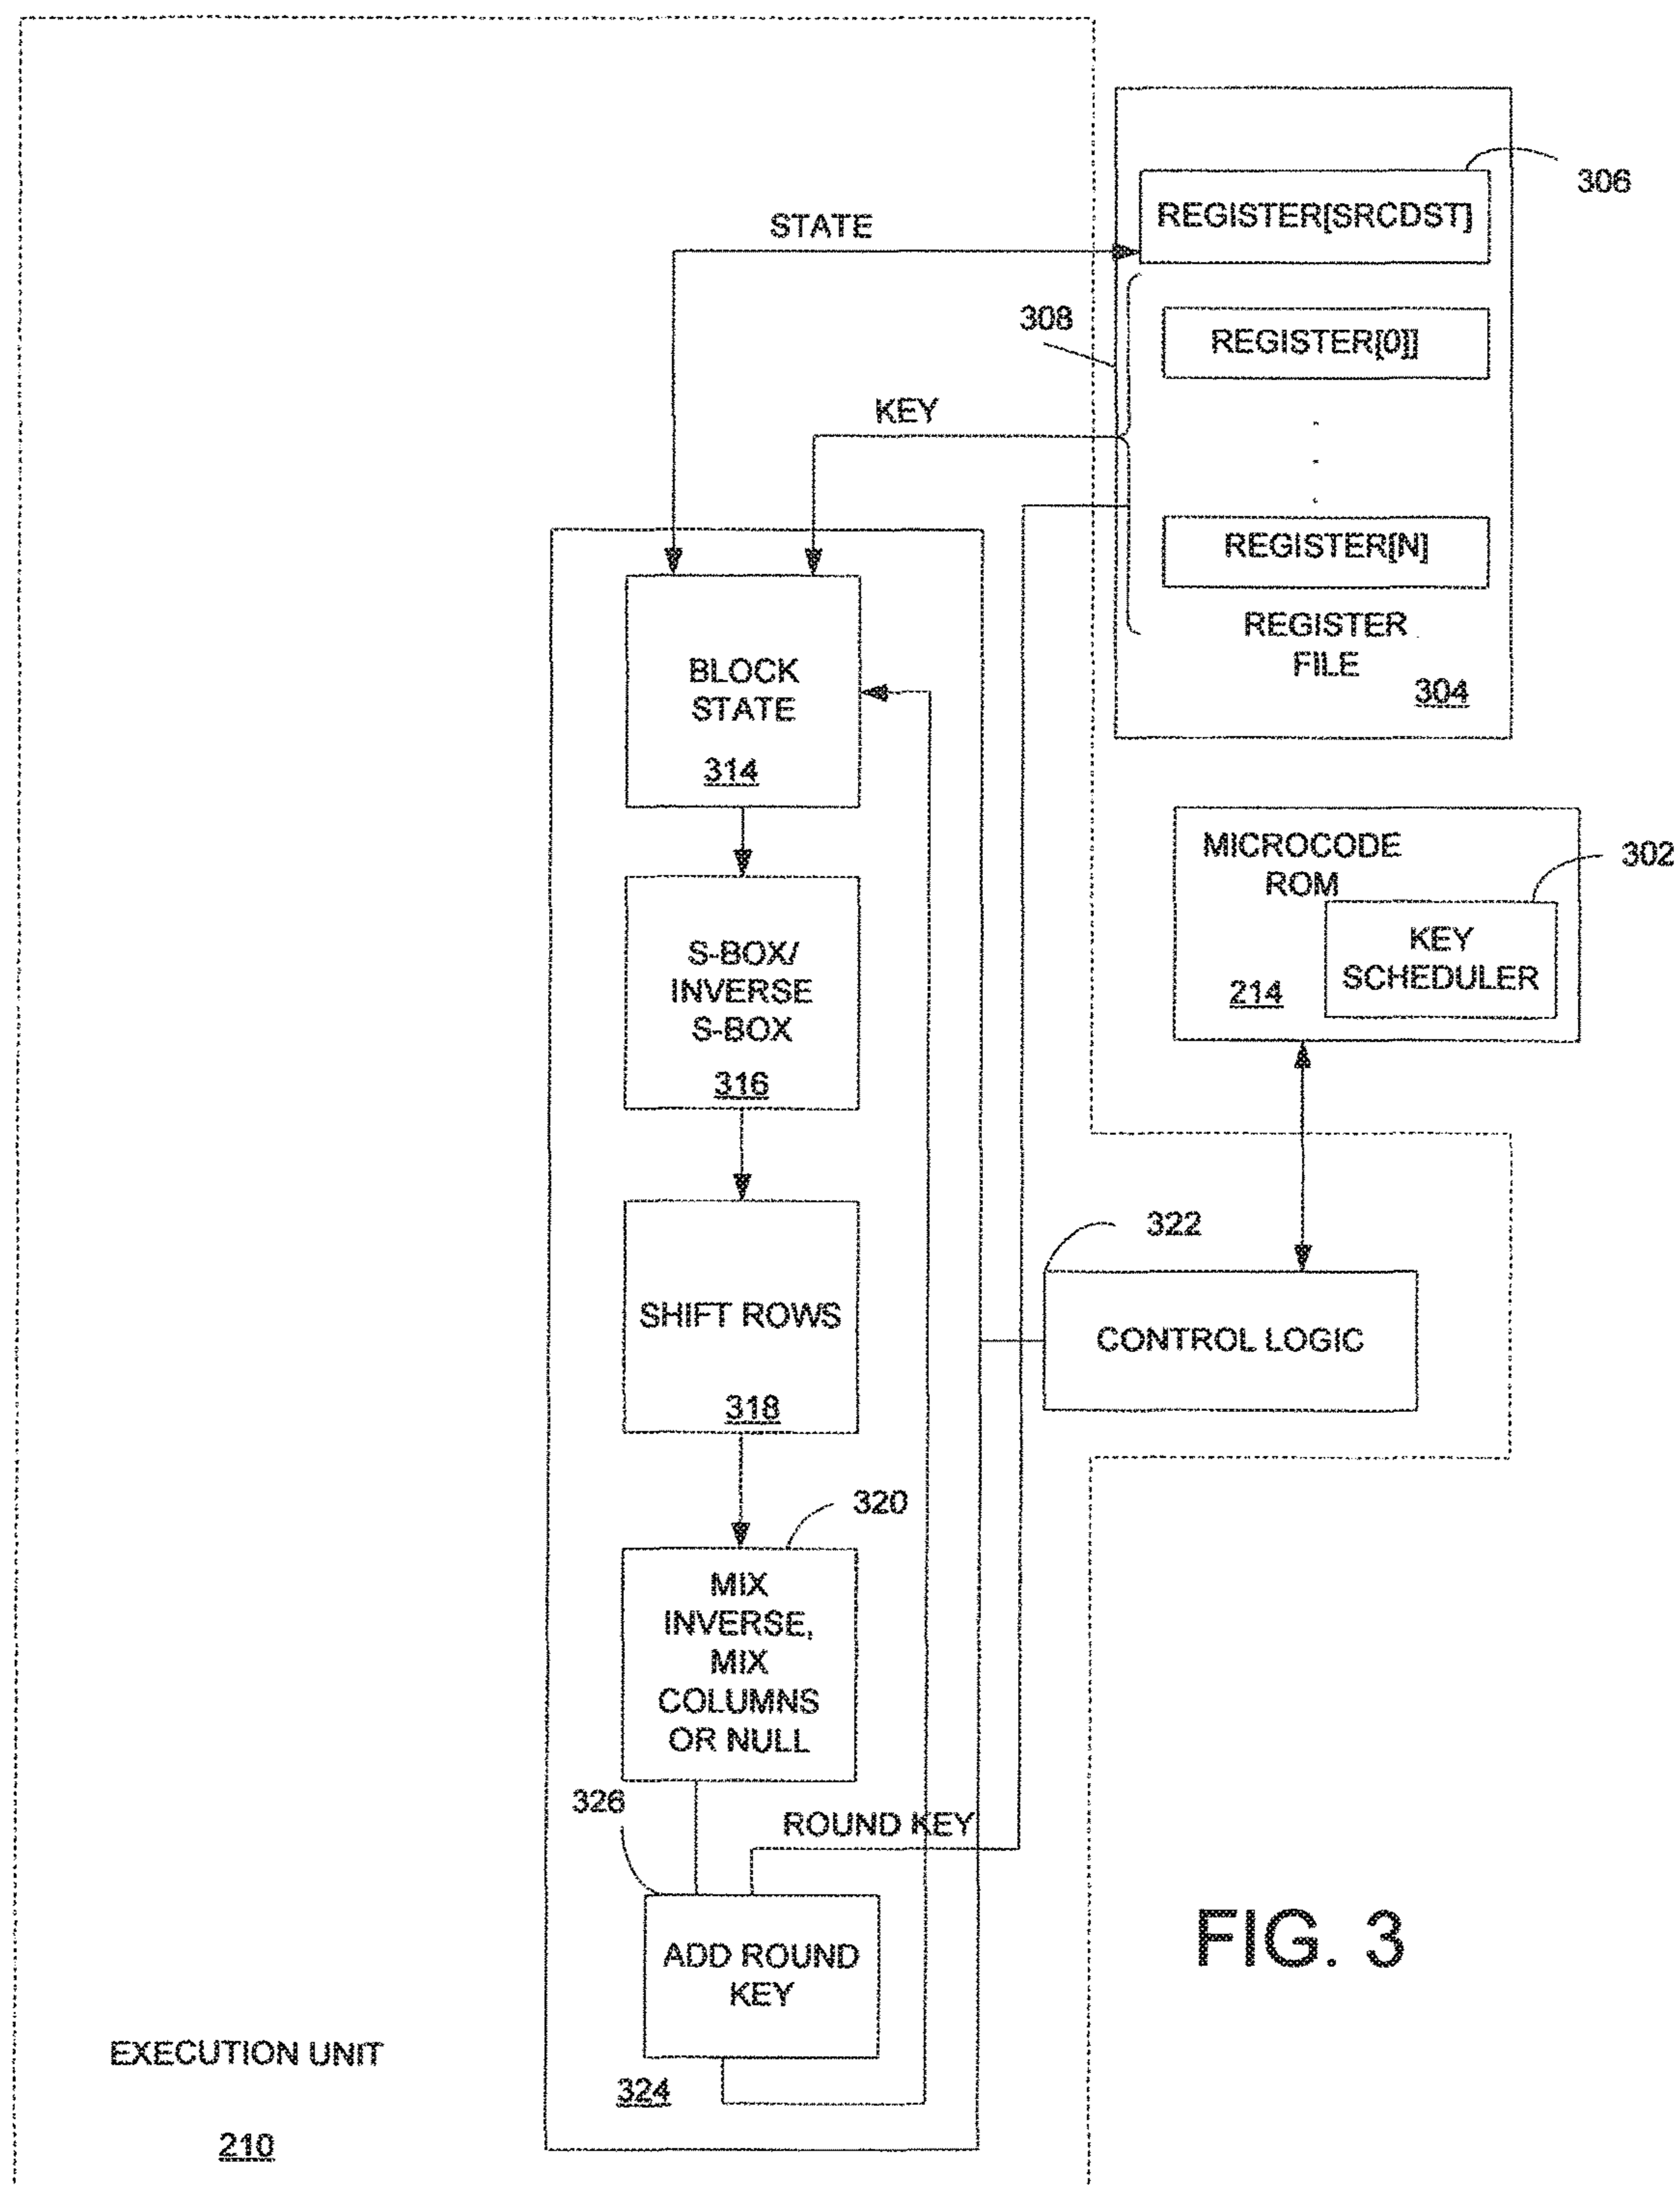 306
REGISTER[SRCDST]
STATE
308
REGISTER[0]]
KEY
REGISTER[N]
REGISTER
FILE
304
BLOCK
STATE
314
MICROCODE
ROM
302
KEY
SCHEDULER
214
S-BOX/
INVERSE
S-BOX
316
322
SHIFT ROWS
CONTROL LOGIC
318
320
MIX
INVERSE,
MIX
COLUMNS
OR NULL
326
ROUND KEY
ADD ROUND
KEY
324
FIG. 3
EXECUTION UNIT
210